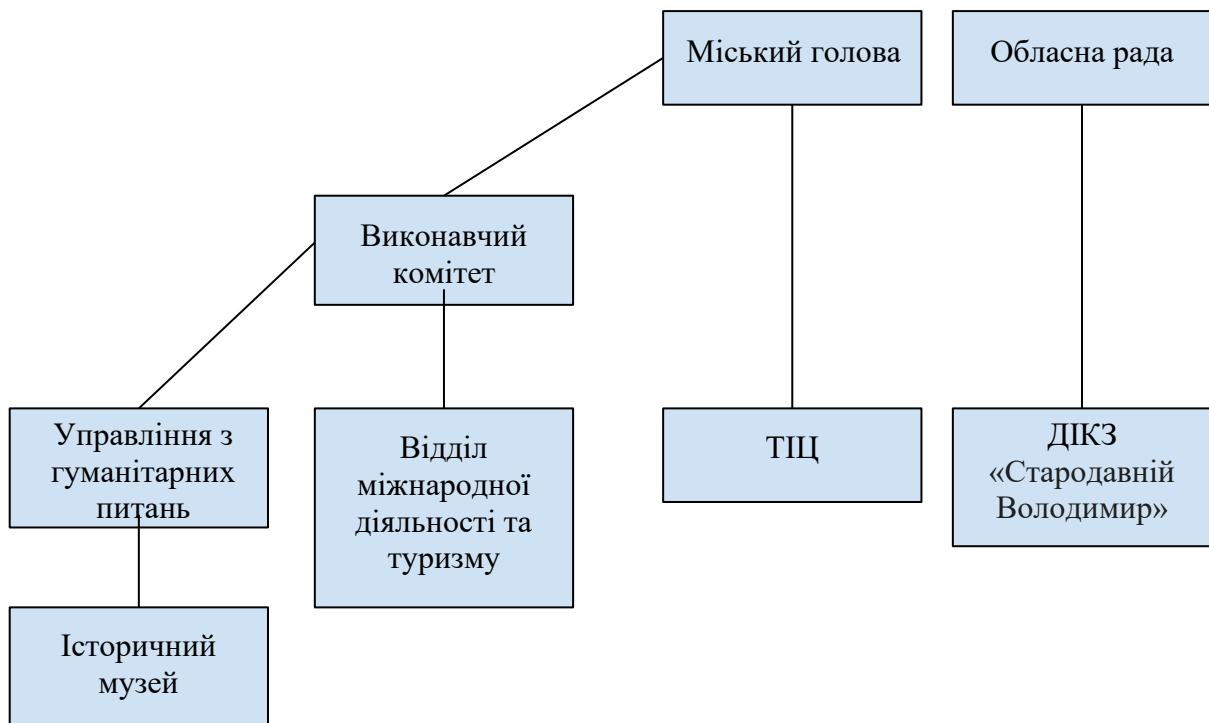 Міський голова
Обласна рада
Виконавчий
комітет
Управління з
гуманітарних
питань
Відділ
міжнародної
діяльності та
туризму
ТІЦ
ДІКЗ
«Стародавній
Володимир»
Історичний
музей